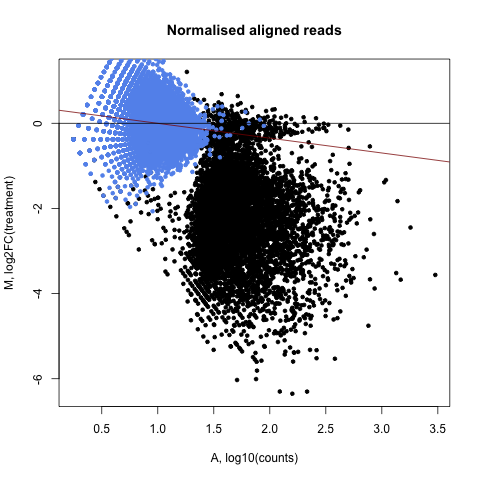 Normalised aligned reads
M, log2FC(treatment)
0
-2
-4
-6
0.5 1.0 1.5 2.0 2.5 3.0 3.5
A, log10(counts)